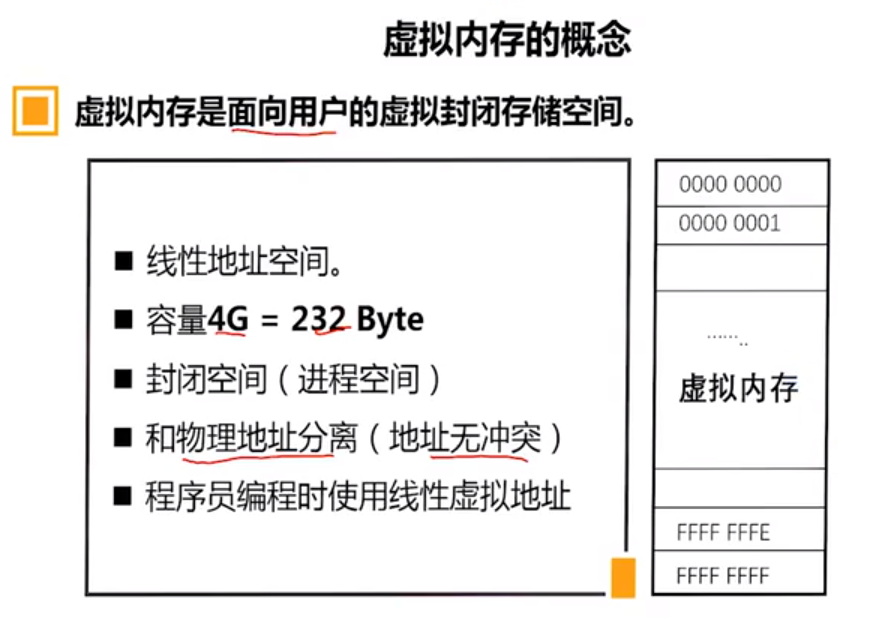 虚拟内存的概念
虚拟内存是面向用户的虚拟封闭存储空间。
线性地址空间。
容量4G = 232 Byte
封闭空间（进程空间）
和物理地址分离（地址无冲突）
程序员编程时使用线性虚拟地址
0000 0000
0000 0001
……..
虚拟内存
FFFF FFFE
FFFF FFFF